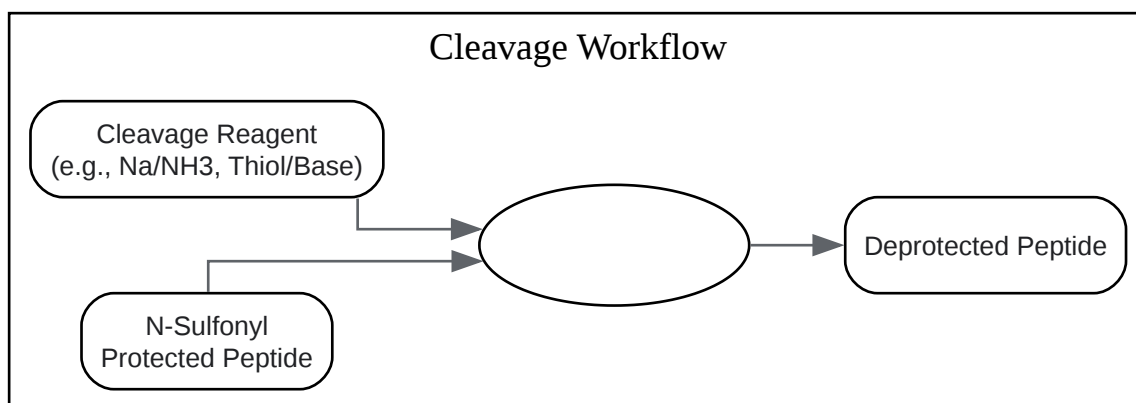 Cleavage Workflow
Cleavage Reagent
(e.g., Na/NH3, Thiol/Base)
Deprotected Peptide
N-Sulfonyl
Protected Peptide